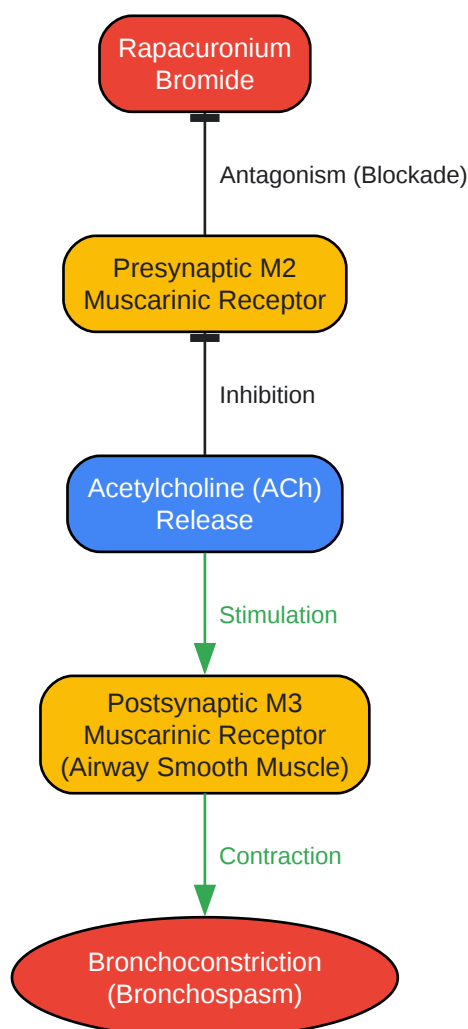 Rapacuronium
Bromide
Antagonism (Blockade)
Presynaptic M2
Muscarinic Receptor
Inhibition
Acetylcholine (ACh)
Release
Stimulation
Postsynaptic M3
Muscarinic Receptor
(Airway Smooth Muscle)
Contraction
Bronchoconstriction
(Bronchospasm)